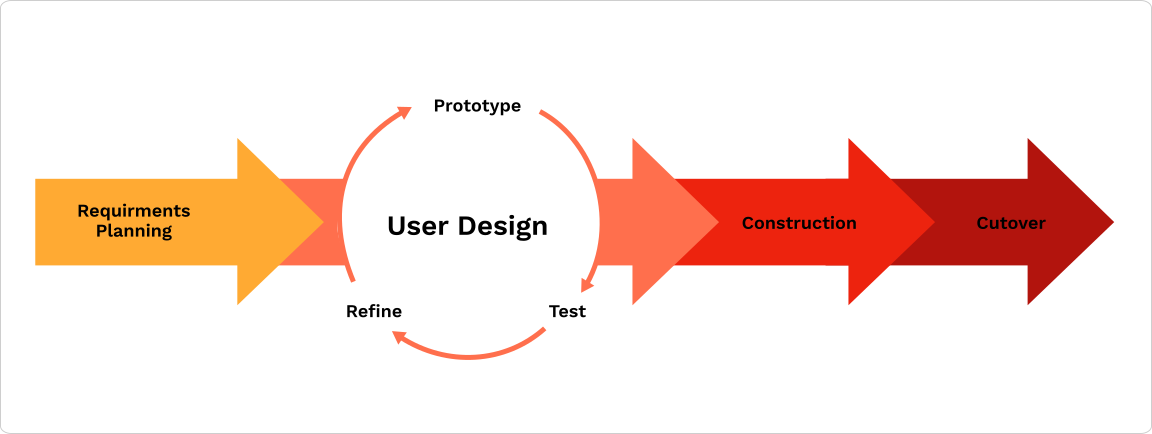 Prototype
Requirments
Planning
User Design
Construction
Cutover
Refine
Test